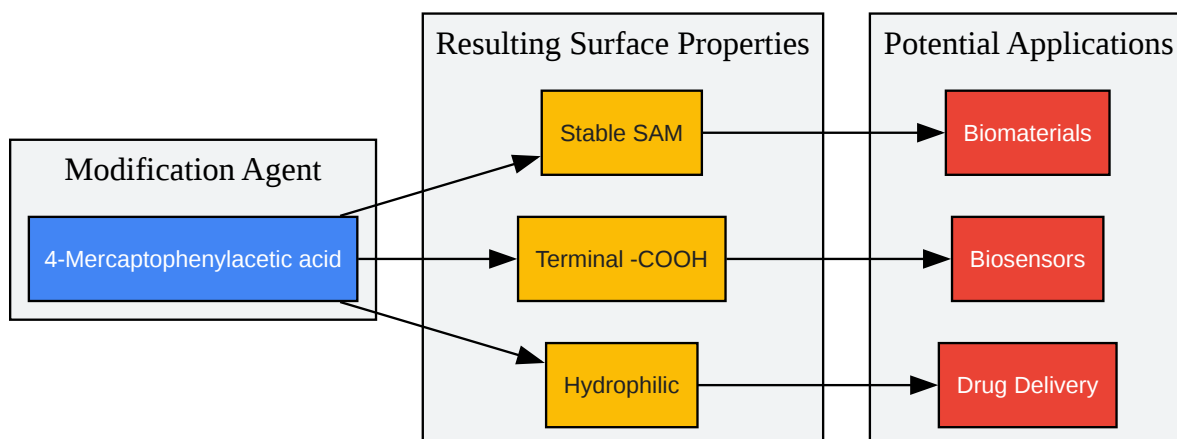 Modification Agent
4-Mercaptophenylacetic acid
Resulting Surface Properties
Stable SAM
Terminal -COOH
Hydrophilic
Potential Applications
Biomaterials
Biosensors
Drug Delivery